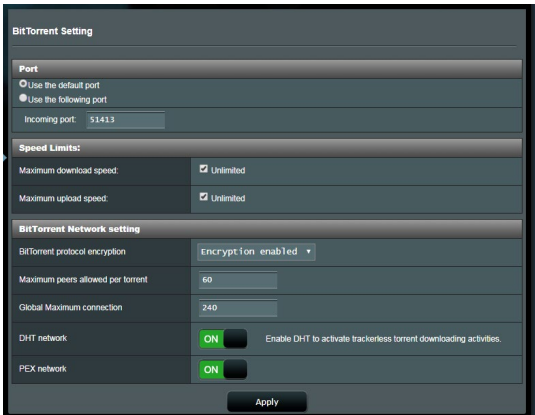 BitTorrent Setting
Port
Use the default port
Use the following port
Incoming port: 51413
Speed Limits:
Maximum download speed: Unlimited
Maximum upload speed: Unlimited
BitTorrent Network setting
BitTorrent protocol encryption Encryption enabled
Maximum peers allowed per torrent 60
Global Maximum connection 240
DHT network ON Enable DHT to activate trackerless torrent downloading activities.
PEX network ON
Apply